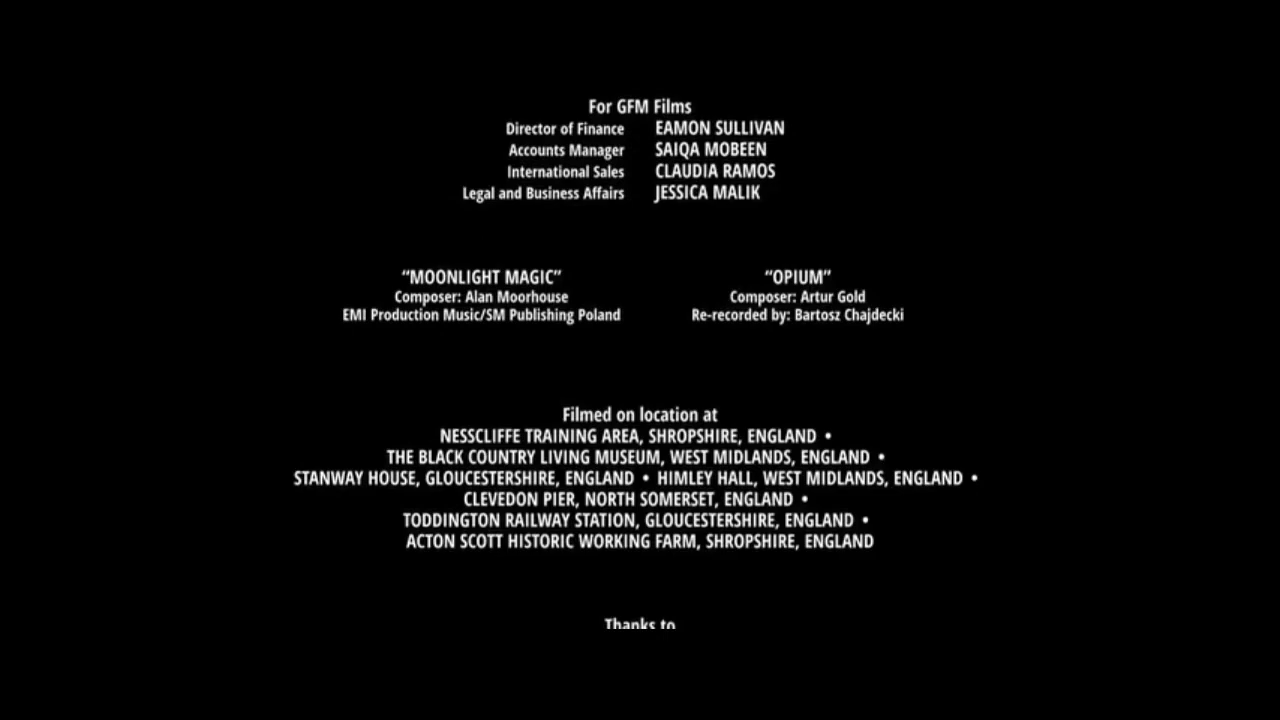 For GFM Films
Director of Finance EAMON SULLIVAN
Accounts Manager SAIQA MOBEEN
International Sales CLAUDIA RAMOS
Legal and Business Affairs JESSICA MALIK
“MOONLIGHT MAGIC”
Composer: Alan Moorhouse
EMI Production Music/SM Publishing Poland
“OPIUM”
Composer: Artur Gold
Re-recorded by: Bartosz Chajdecki
Filmed on location at
NESSCLIFFE TRAINING AREA, SHROPSHIRE, ENGLAND •
THE BLACK COUNTRY LIVING MUSEUM, WEST MIDLANDS, ENGLAND •
STANWAY HOUSE, GLOUCESTERSHIRE, ENGLAND • HIMLEY HALL, WEST MIDLANDS, ENGLAND •
CLEVEDON PIER, NORTH SOMERSET, ENGLAND •
TODDINGTON RAILWAY STATION, GLOUCESTERSHIRE, ENGLAND •
ACTON SCOTT HISTORIC WORKING FARM, SHROPSHIRE, ENGLAND
Thanks to